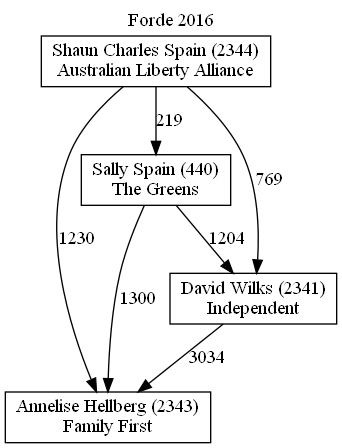 Forde 2016
Shaun Charles Spain (2344)
Australian Liberty Alliance
219
Sally Spain (440)
The Greens
769
1230
1204
David Wilks (2341)
Independent
1300
3034
Annelise Hellberg (2343)
Family First